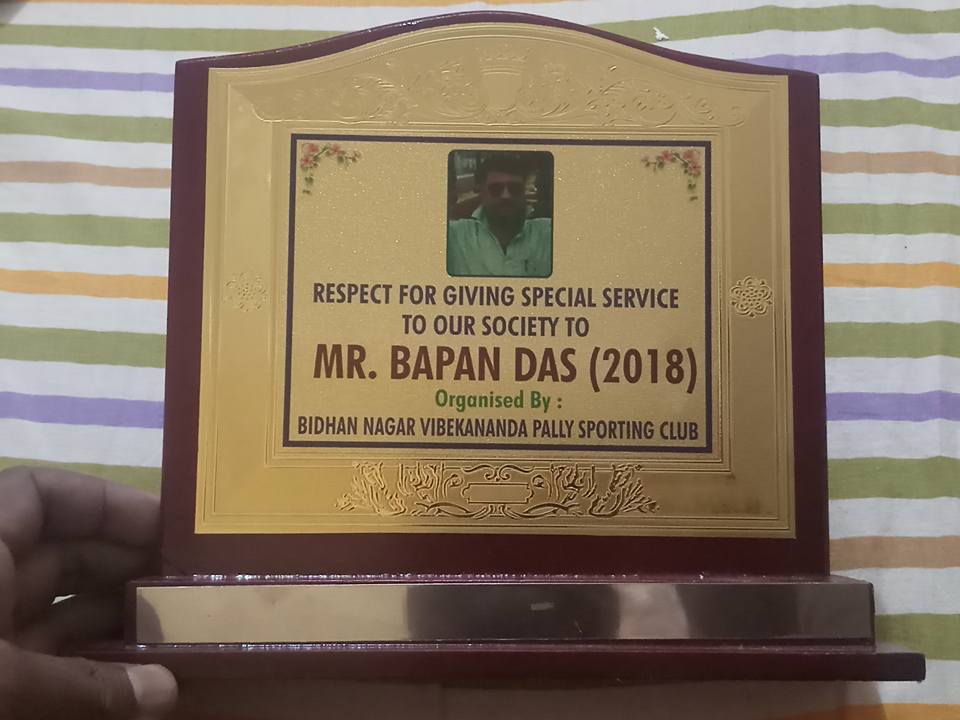 RESPECT FOR GIVING SPECIAL SERVICE
TO OUR SOCIETY TO
MR. BAPAN DAS (2018)
Organised By :
BIDHAN NAGAR VIBEKANANDA PALLY SPORTING CLUB